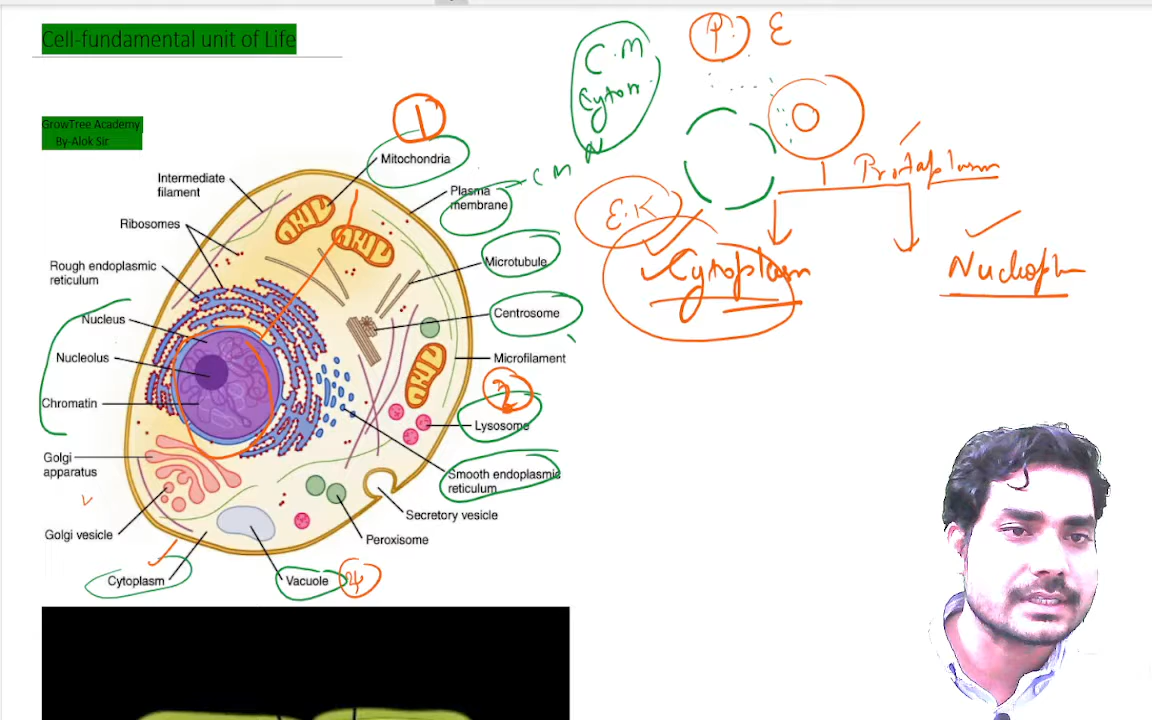 Cell-fundamental unit of Life
GrowTree Academy
By-Alok Sir
1
Mitochondria
Intermediate
filament
Plasma
membrane
C M
Ribosomes
Microtubule
Rough endoplasmic
reticulum
Centrosome
Nucleus
Nucleolus
Microfilament
Chromatin
2
Lysosome
Golgi
apparatus
Smooth endoplasmic
reticulum
Secretory vesicle
Golgi vesicle
Peroxisome
Cytoplasm
Vacuole
C.M
N
P.
E
E.K
Cytoplasm